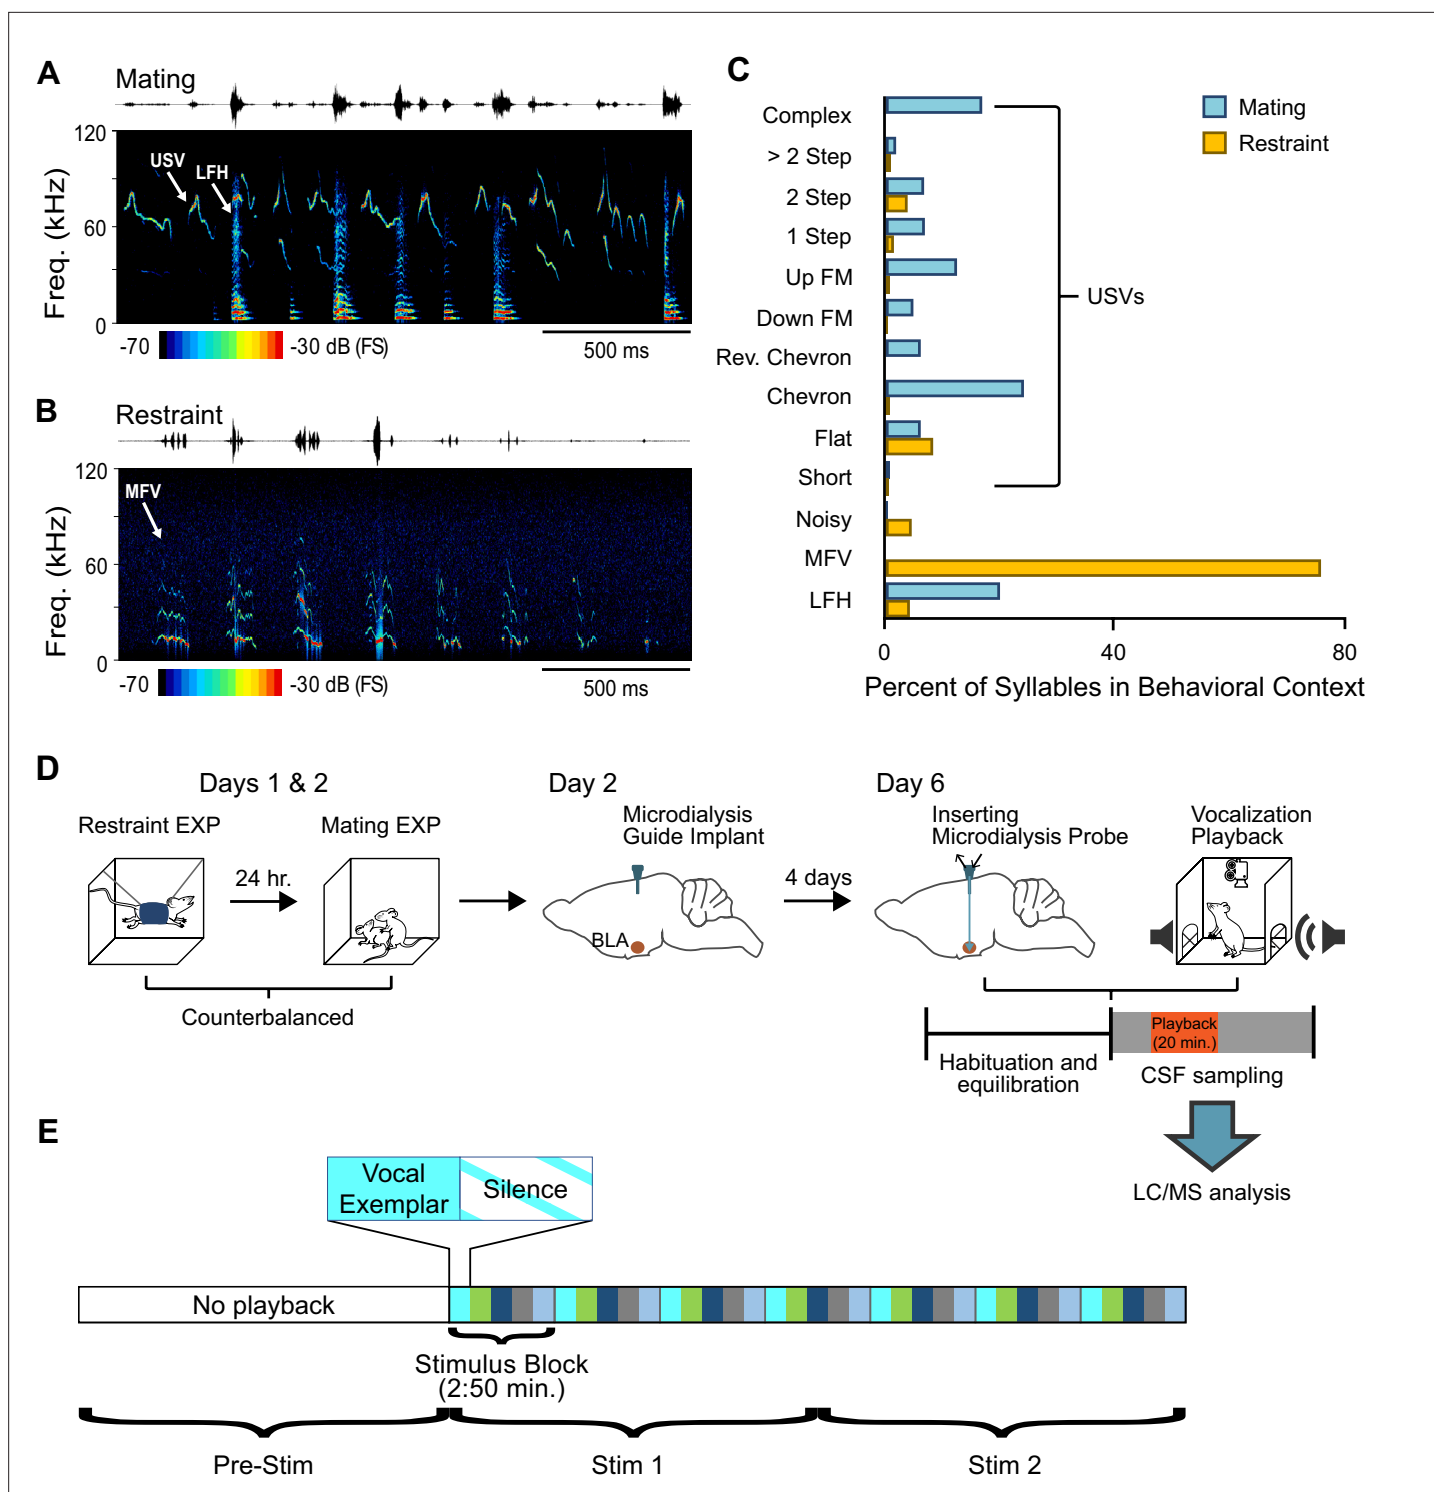 A
Mating
120
60
0
Freq. (kHz)
USV
LFH
-70
-30 dB (FS)
500 ms
B
Restraint
120
60
0
Freq. (kHz)
MFV
-70
-30 dB (FS)
500 ms
C
Mating
Restraint
Complex
> 2 Step
2 Step
1 Step
Up FM
Down FM
Rev. Chevron
Chevron
Flat
Short
Noisy
MFV
LFH
USVs
0
40
80
Percent of Syllables in Behavioral Context
D
Days 1 & 2
Restraint EXP
24 hr.
Mating EXP
Counterbalanced
Day 2
Microdialysis
Guide Implant
BLA
4 days
Day 6
Inserting
Microdialysis Probe
Vocalization
Playback
Playback
(20 min.)
Habituation and
equilibration
CSF sampling
LC/MS analysis
E
Vocal
Exemplar
Silence
No playback
Stimulus Block
(2:50 min.)
Pre-Stim
Stim 1
Stim 2